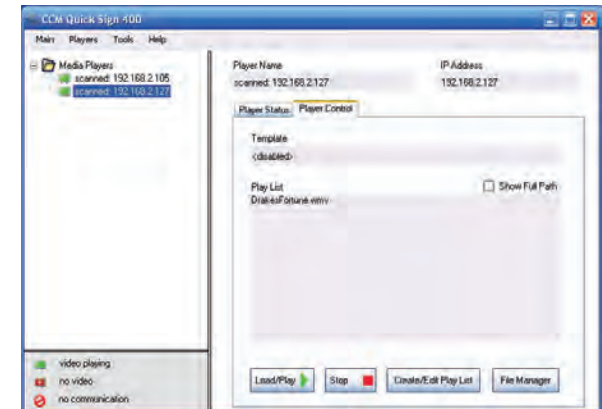 CCM Quick Sign 400
Main Players Tools Help
Media Players
scanned: 192.168.2.105
scanned: 192.168.2.127
Player Name
IP Address
scanned: 192.168.2.127
192.168.2.127
Player Status
Player Control
Template
<disabled>
Play List
Show Full Path
DrakesFortune.wmv
video playing
no video
no communication
Load/Play
Stop
Create/Edit Play List
File Manager